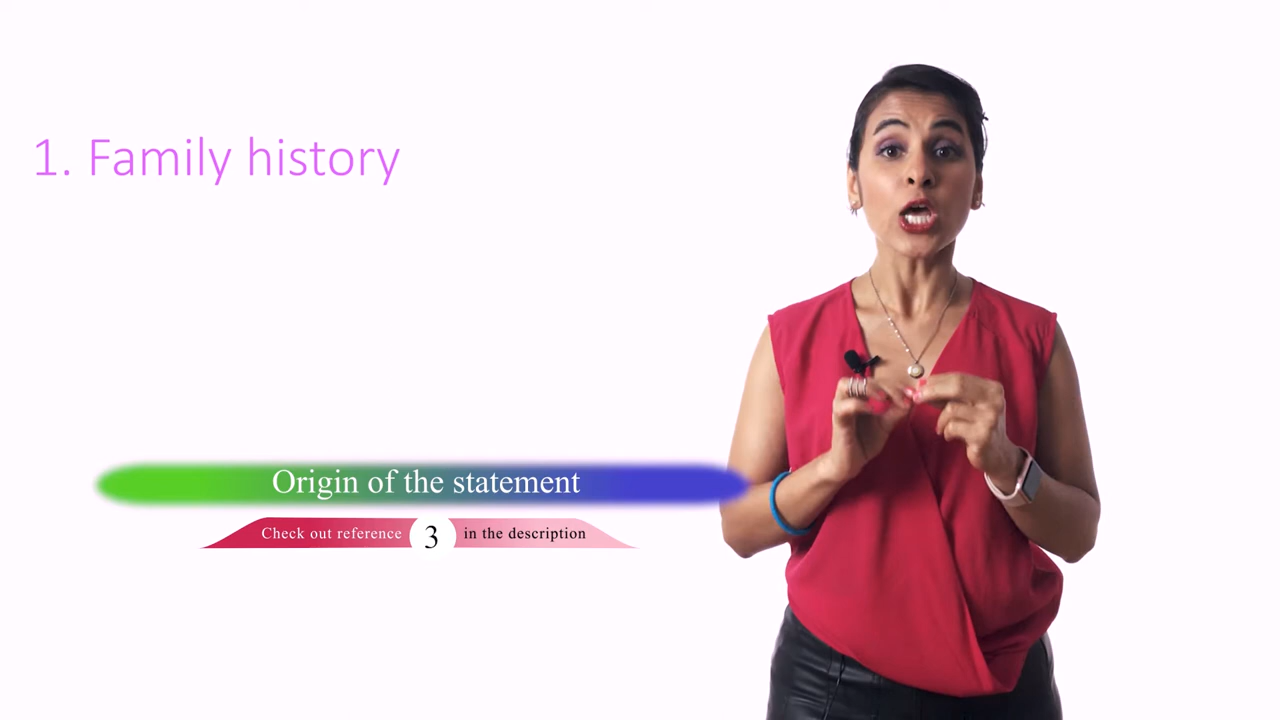 1. Family history
Origin of the statement
Check out reference 3 in the description